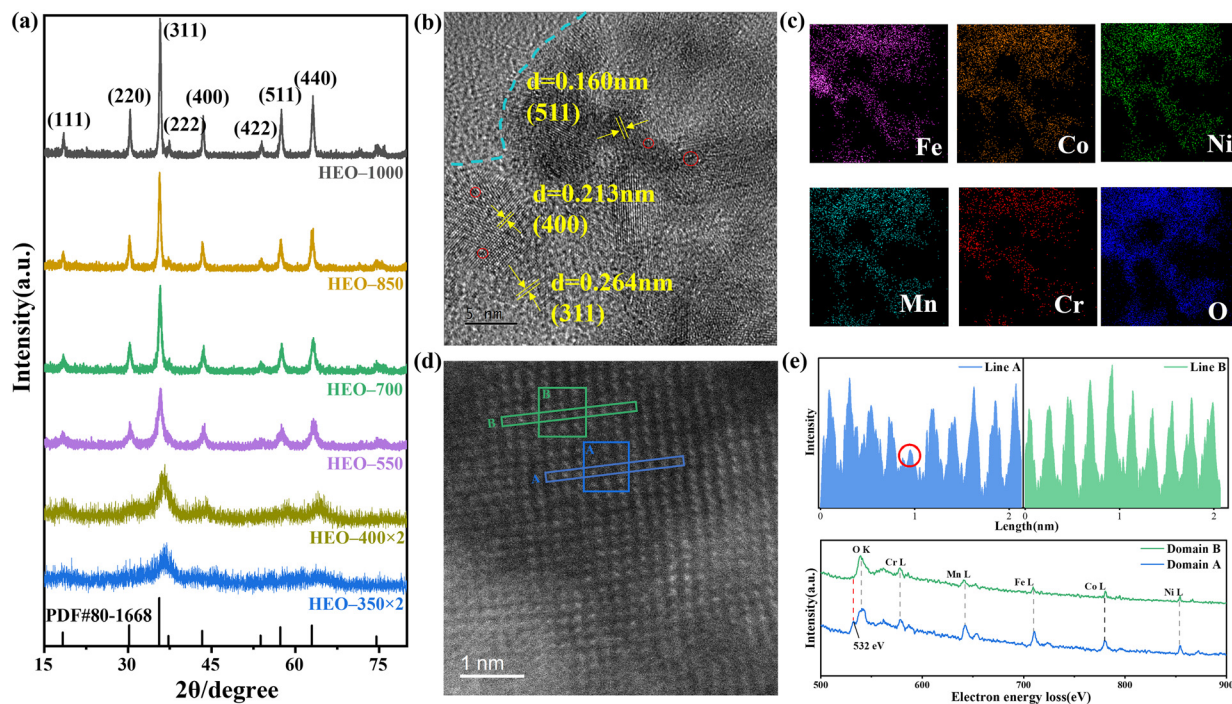 (a)
Intensity(a.u.)
(111)
(220)
(311)
(222)
(400)
(422)
(511)
(440)
HEO–1000
HEO–850
HEO–700
HEO–550
HEO–400×2
HEO–350×2
PDF#80-1668
15 30 45 60 75
2θ/degree
(b)
d=0.160nm
(511)
d=0.213nm
(400)
d=0.264nm
(311)
5 nm
(c)
Fe
Co
Ni
Mn
Cr
O
(d)
B
B
A
A
1 nm
(e)
Line A
Line B
Intensity
0 1 2 0 1 2
Length(nm)
Domain B
Domain A
O K
Cr L
Mn L
Fe L
Co L
Ni L
532 eV
Intensity(a.u.)
500 600 700 800 900
Electron energy loss(eV)